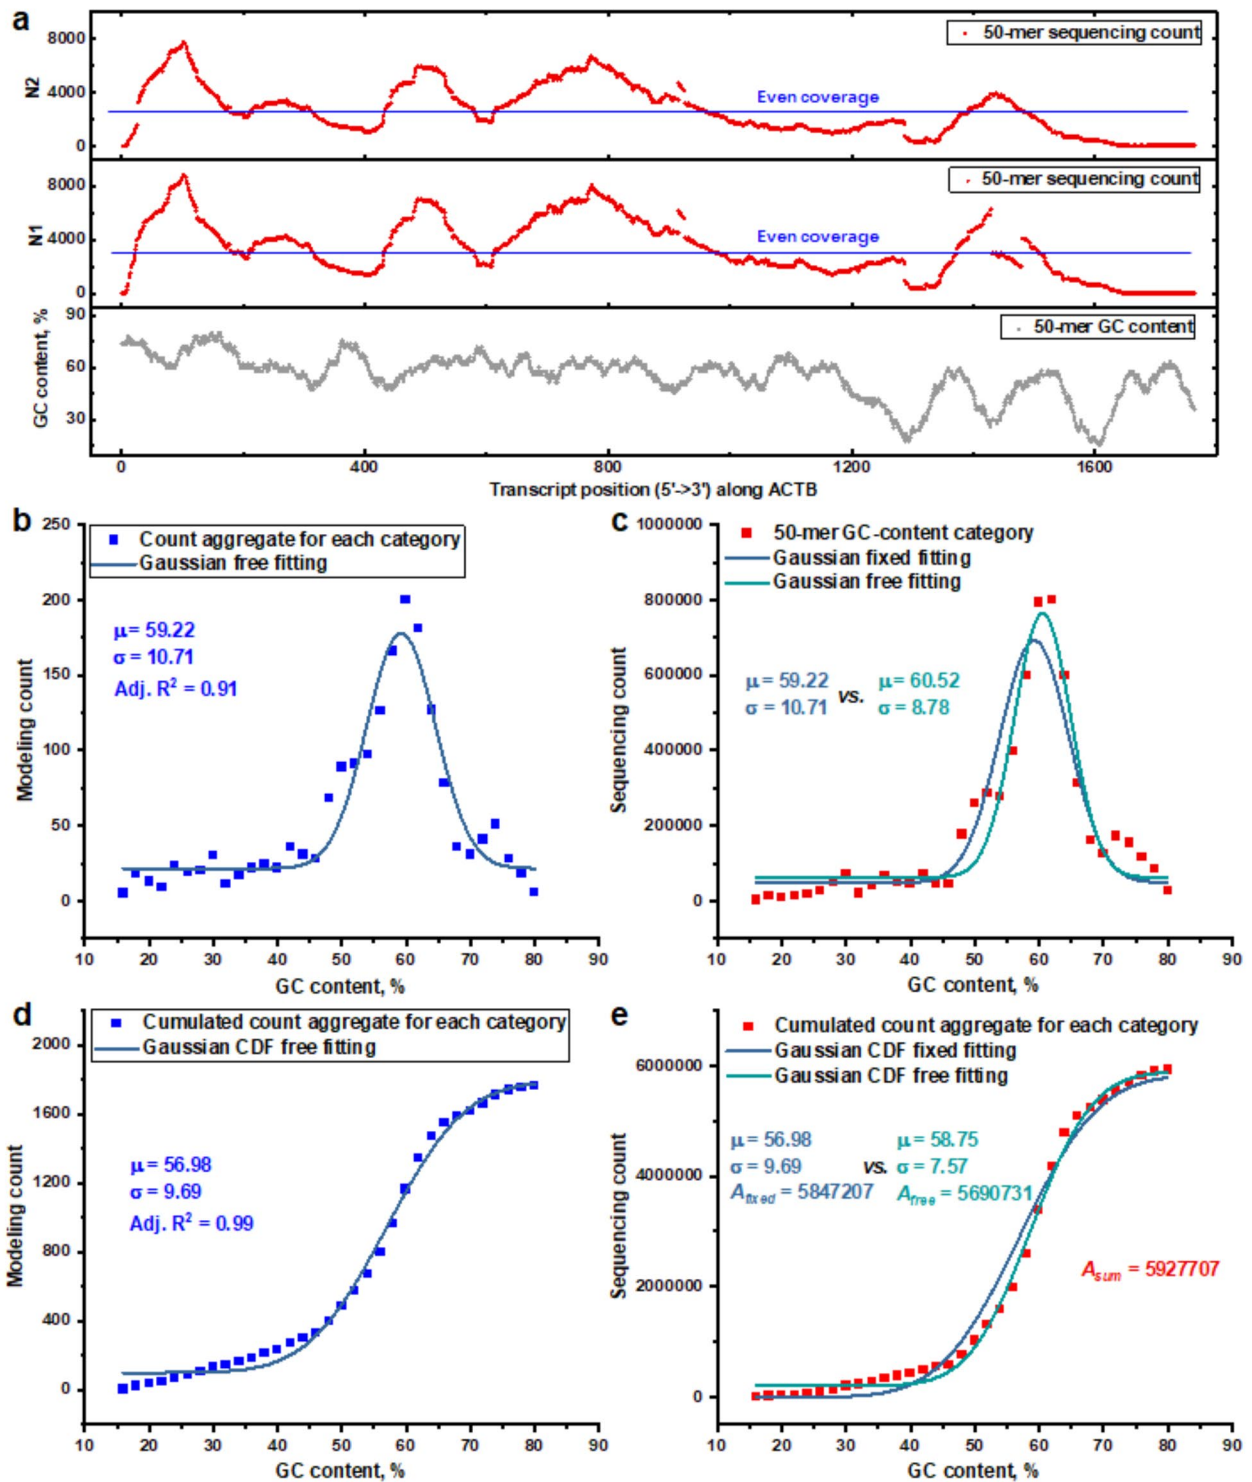 a
50-mer sequencing count
8000
4000
0
N2
Even coverage
50-mer sequencing count
8000
4000
0
N1
Even coverage
50-mer GC content
90
60
30
GC content, %
0 400 800 1200 1600
Transcript position (5'->3') along ACTB
b
Count aggregate for each category
Gaussian free fitting
μ = 59.22
σ = 10.71
Adj. R² = 0.91
250
200
150
100
50
0
Modeling count
10 20 30 40 50 60 70 80 90
GC content, %
c
50-mer GC-content category
Gaussian fixed fitting
Gaussian free fitting
μ = 59.22 vs. μ = 60.52
σ = 10.71 σ = 8.78
1000000
800000
600000
400000
200000
0
Sequencing count
10 20 30 40 50 60 70 80 90
GC content, %
d
Cumulated count aggregate for each category
Gaussian CDF free fitting
μ = 56.98
σ = 9.69
Adj. R² = 0.99
2000
1600
1200
800
400
0
Modeling count
10 20 30 40 50 60 70 80 90
GC content, %
e
Cumulated count aggregate for each category
Gaussian CDF fixed fitting
Gaussian CDF free fitting
μ = 56.98 μ = 58.75
σ = 9.69 vs. σ = 7.57
A fixed = 5847207 A free = 5690731
A sum = 5927707
6000000
4000000
2000000
0
Sequencing count
10 20 30 40 50 60 70 80 90
GC content, %